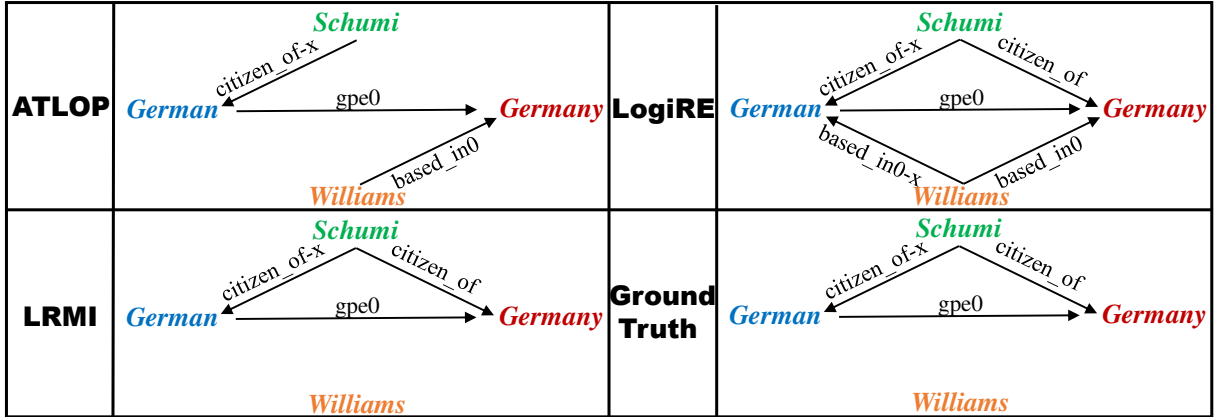 ATLOP
Schumi
citizen_of-x
German
gpe0
Germany
based_in0
Williams
LogiRE
Schumi
citizen_of-x
citizen_of
German
gpe0
Germany
based_in0-x
based_in0
Williams
LRMI
Schumi
citizen_of-x
citizen_of
German
gpe0
Germany
Williams
Ground
Truth
Schumi
citizen_of-x
citizen_of
German
gpe0
Germany
Williams